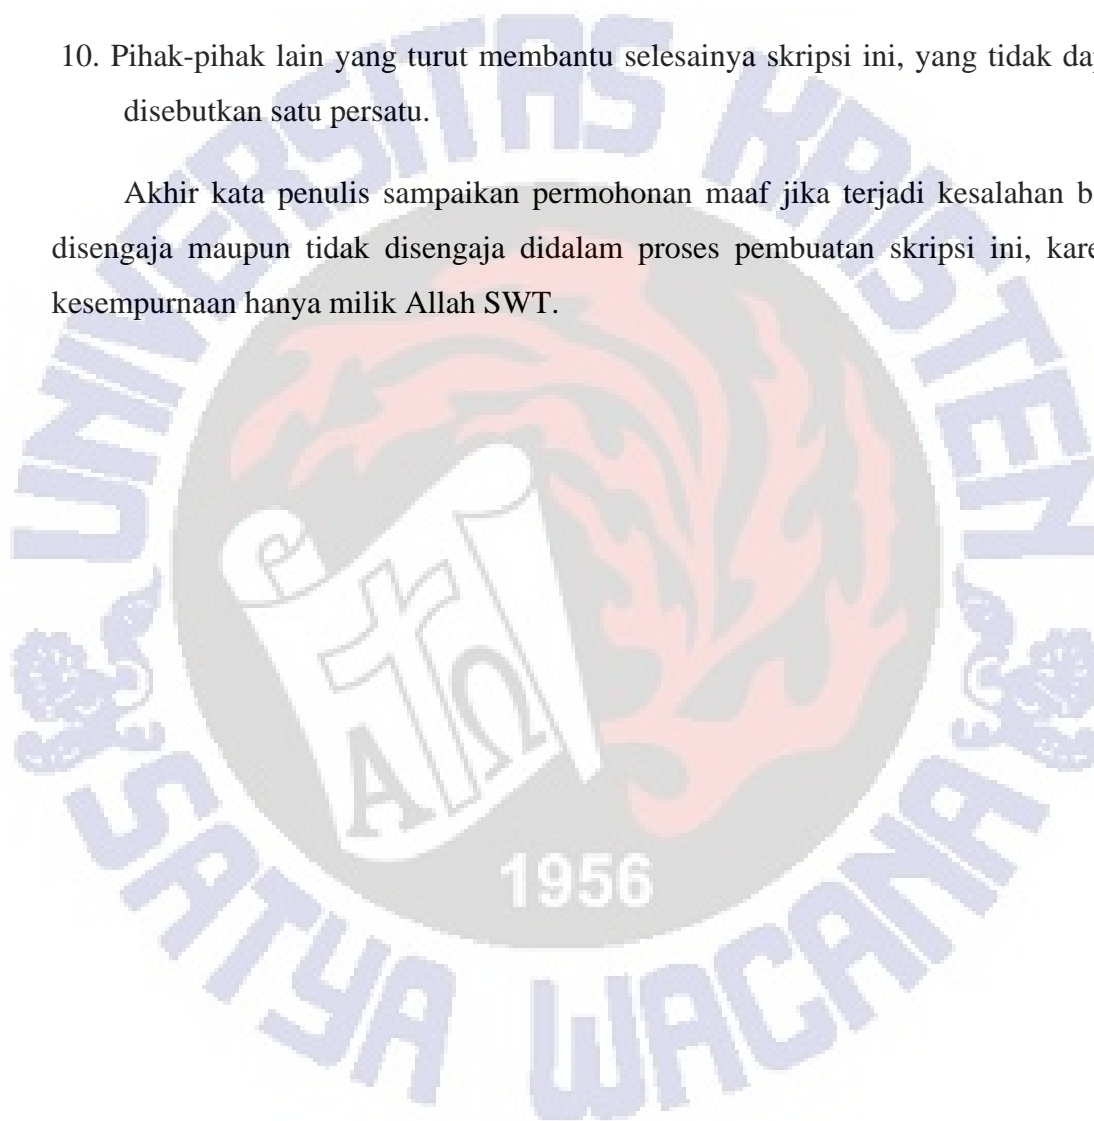 10. Pihak-pihak lain yang turut membantu selesainya skripsi ini, yang tidak
disebutkan satu persatu.
Akhir kata penulis sampaikan permohonan maaf jika terjadi kesalahan
disengaja maupun tidak disengaja didalam proses pembuatan skripsi ini,
kesempurnaan hanya milik Allah SWT.
UNIVERSITAS KRISTEN
SATYA WACANA
Α Ω
1956